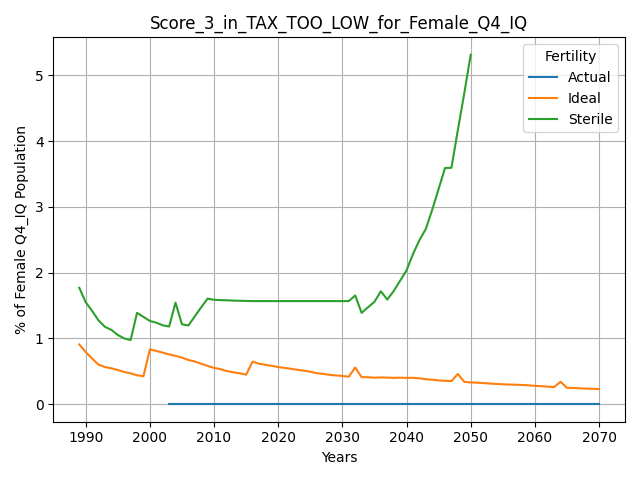 Score_3_in_TAX_TOO_LOW_for_Female_Q4_IQ
Fertility
Actual
Ideal
Sterile
% of Female Q4_IQ Population
5
4
3
2
1
0
1990 2000 2010 2020 2030 2040 2050 2060 2070
Years